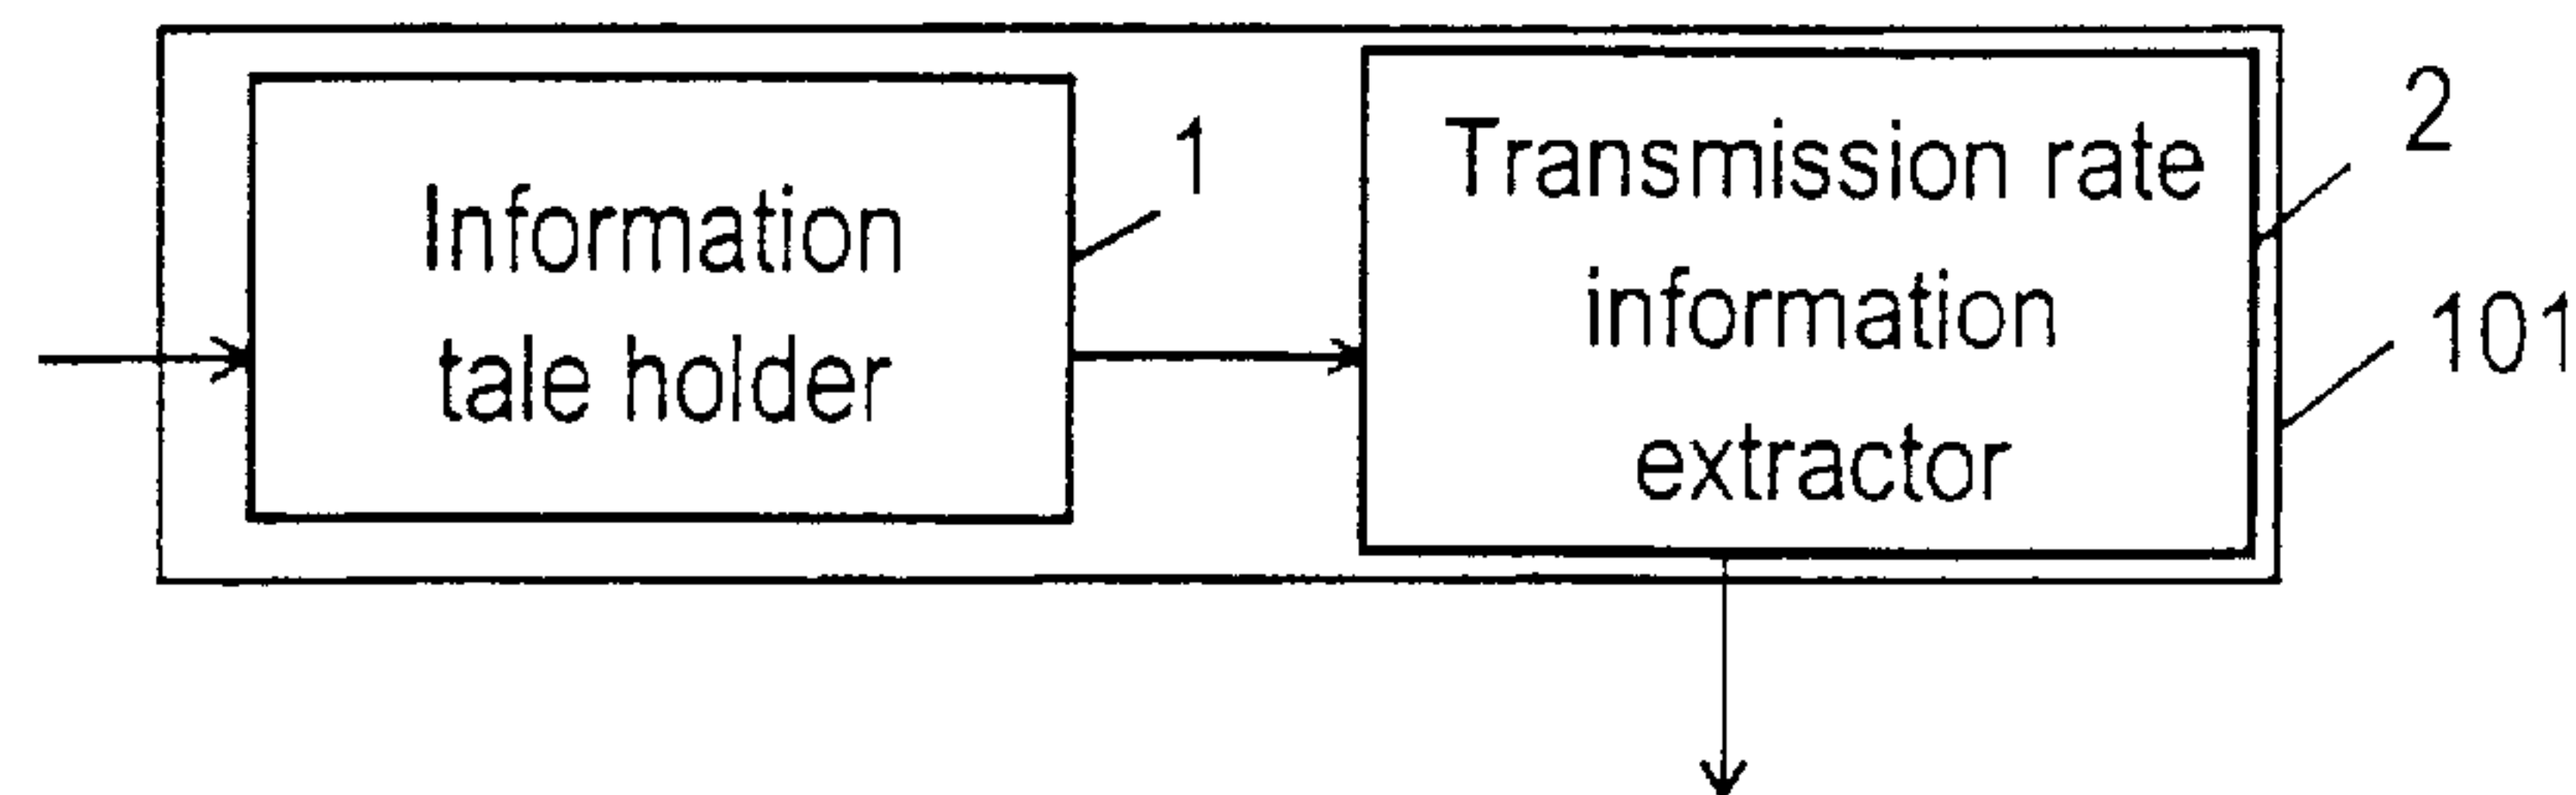 Information
tale holder
1
Transmission rate
information
extractor
2
101